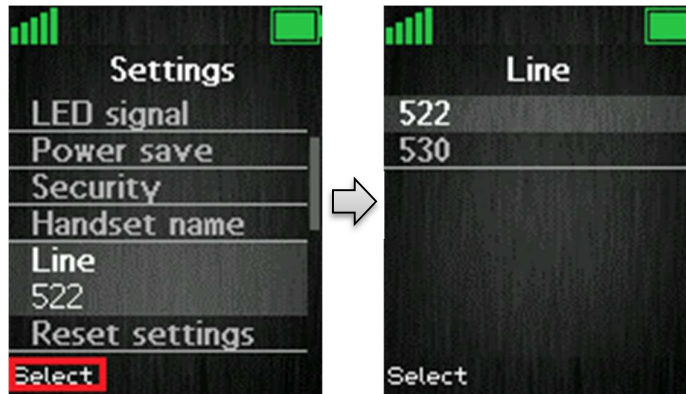 Settings
LED signal
Power save
Security
Handset name
Line
522
Reset settings
Select
Line
522
530
Select